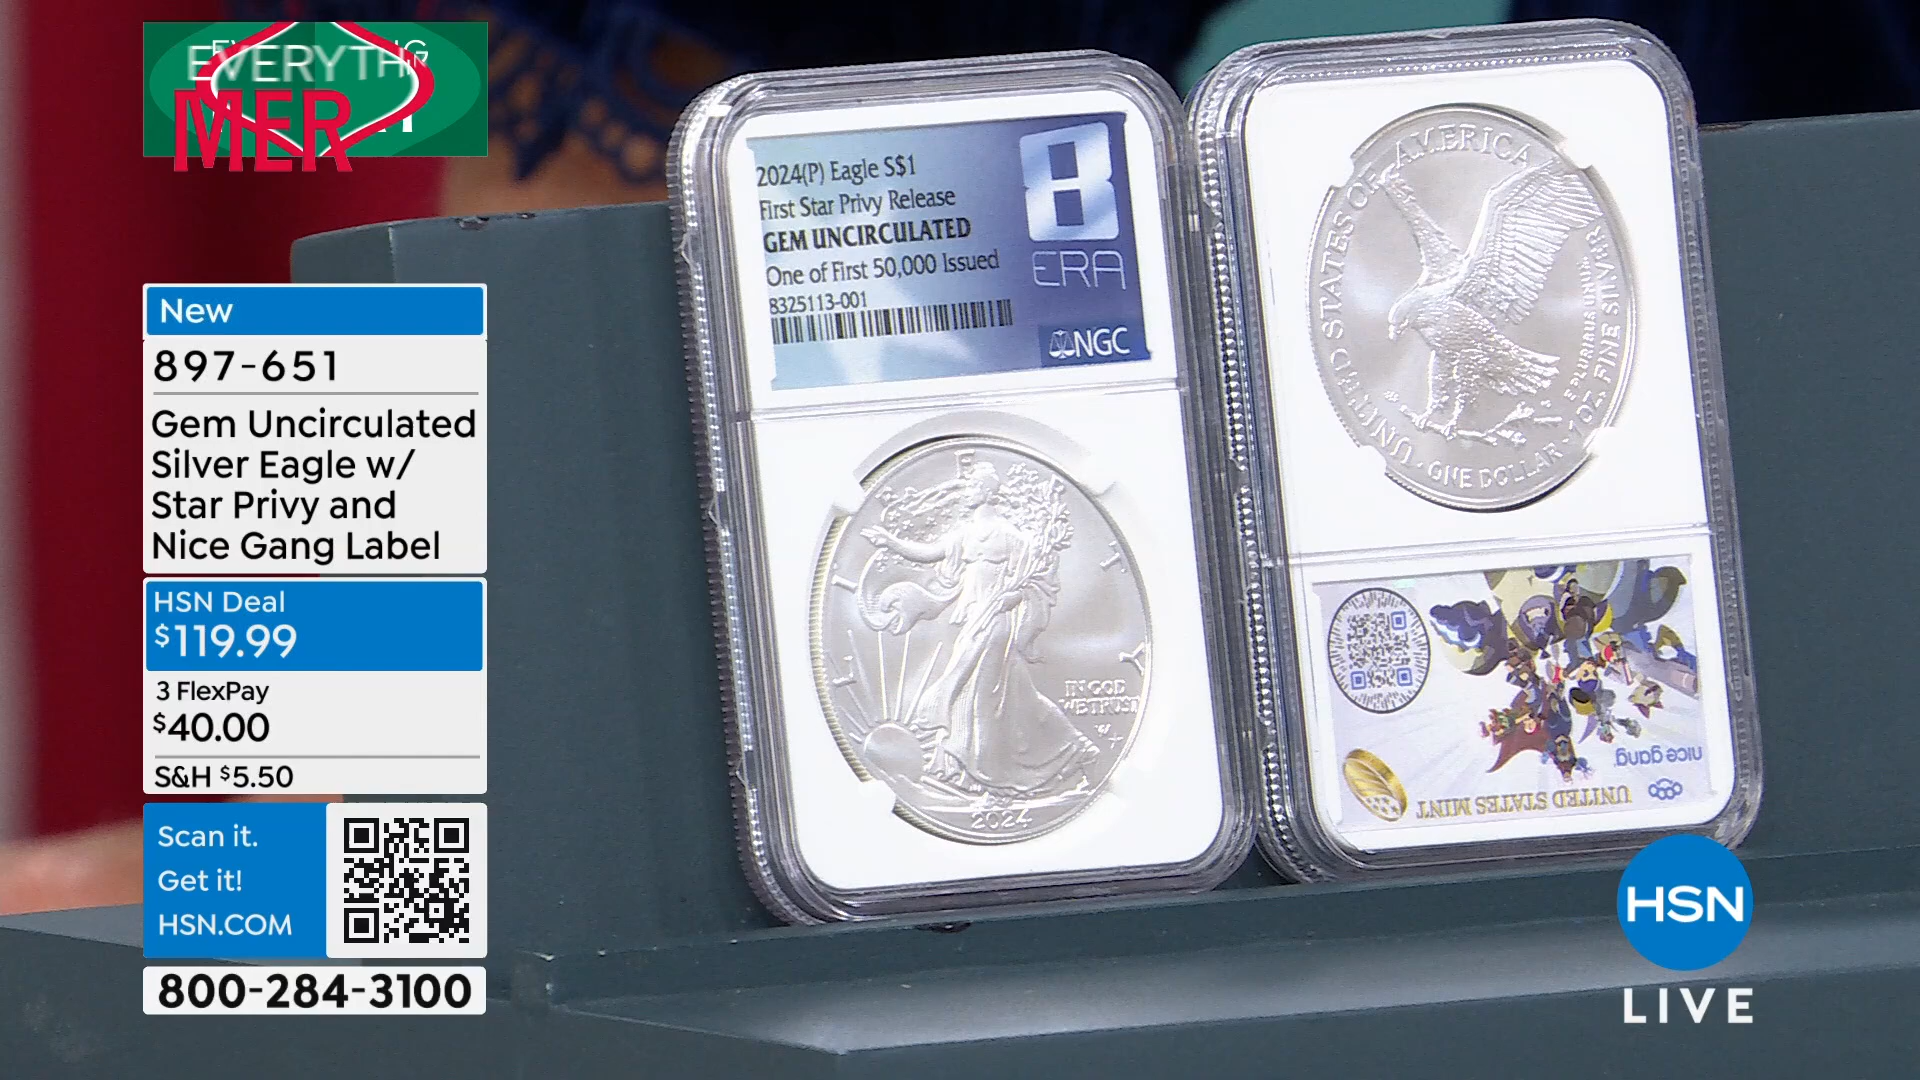 EVERYTHING
MER
New
897-651
Gem Uncirculated
Silver Eagle w/
Star Privy and
Nice Gang Label
HSN Deal
$119.99
3 FlexPay
$40.00
S&H $5.50
Scan it.
Get it!
HSN.COM
800-284-3100
2024(P) Eagle S$1
First Star Privy Release
GEM UNCIRCULATED
One of First 50,000 Issued
8325113-001
8
ERA
NGC
LIBERTY
IN GOD
WE TRUST
2024
UNITED STATES OF AMERICA
E PLURIBUS UNUM
1 OZ. FINE SILVER
ONE DOLLAR
nice gang
UNITED STATES MINT
HSN
LIVE